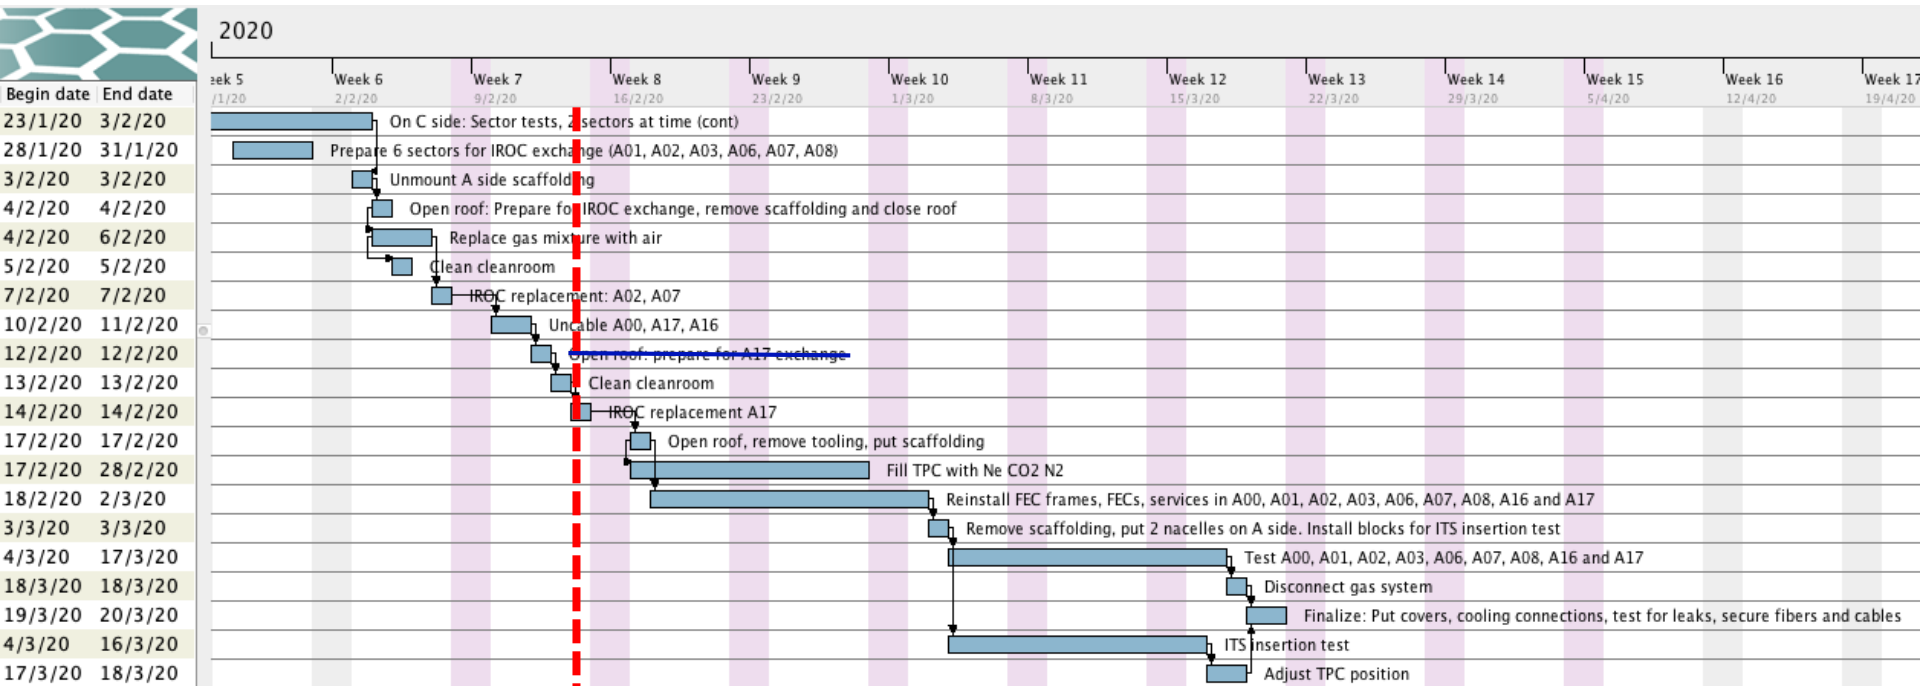 2020
eek 5 Week 6 Week 7 Week 8 Week 9 Week 10 Week 11 Week 12 Week 13 Week 14 Week 15 Week 16 Week 17
Begin date End date /1/20 2/2/20 9/2/20 16/2/20 23/2/20 1/3/20 8/3/20 15/3/20 22/3/20 29/3/20 5/4/20 12/4/20 19/4/20
23/1/20 3/2/20 On C side: Sector tests, 2 sectors at time (cont)
28/1/20 31/1/20 Prepare 6 sectors for IROC exchange (A01, A02, A03, A06, A07, A08)
3/2/20 3/2/20 Unmount A side scaffolding
4/2/20 4/2/20 Open roof: Prepare for IROC exchange, remove scaffolding and close roof
4/2/20 6/2/20 Replace gas mixture with air
5/2/20 5/2/20 Clean cleanroom
7/2/20 7/2/20 IROC replacement: A02, A07
10/2/20 11/2/20 Uncable A00, A17, A16
12/2/20 12/2/20 Open roof: prepare for A17 exchange
13/2/20 13/2/20 Clean cleanroom
14/2/20 14/2/20 IROC replacement A17
17/2/20 17/2/20 Open roof, remove tooling, put scaffolding
17/2/20 28/2/20 Fill TPC with Ne CO2 N2
18/2/20 2/3/20 Reinstall FEC frames, FECs, services in A00, A01, A02, A03, A06, A07, A08, A16 and A17
3/3/20 3/3/20 Remove scaffolding, put 2 nacelles on A side. Install blocks for ITS insertion test
4/3/20 17/3/20 Test A00, A01, A02, A03, A06, A07, A08, A16 and A17
18/3/20 18/3/20 Disconnect gas system
19/3/20 20/3/20 Finalize: Put covers, cooling connections, test for leaks, secure fibers and cables
4/3/20 16/3/20 ITS insertion test
17/3/20 18/3/20 Adjust TPC position